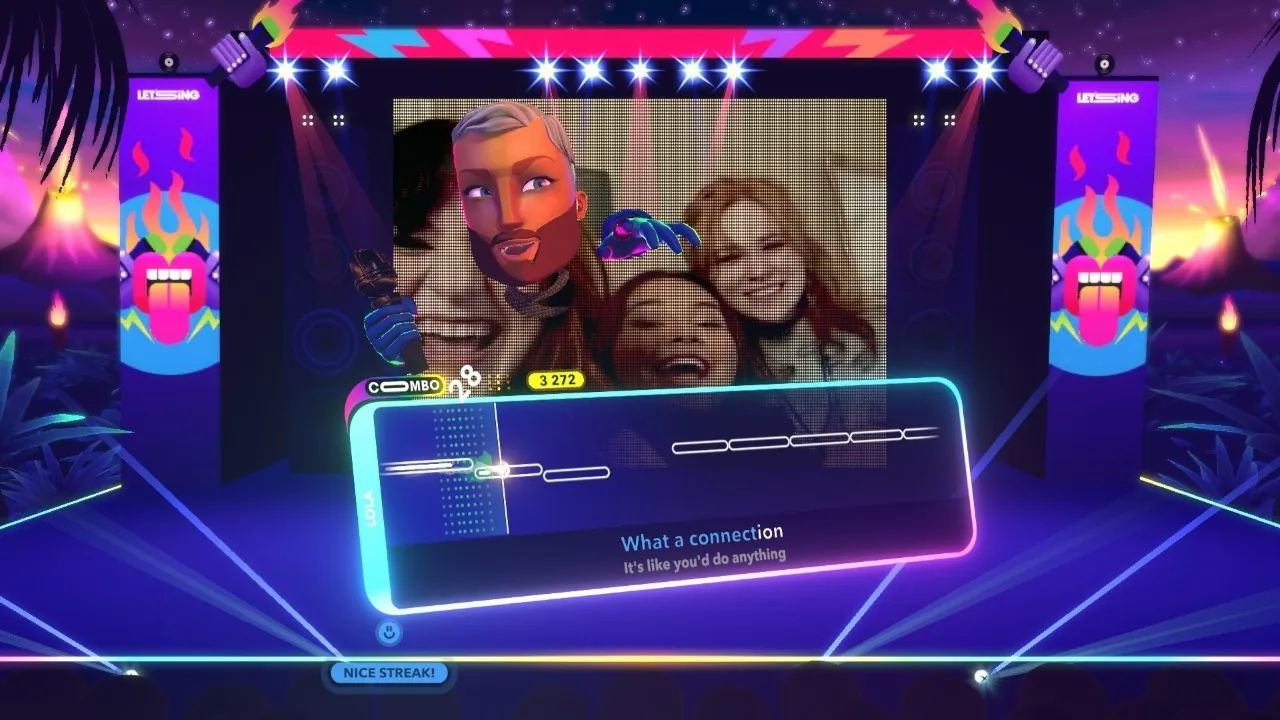 LET'S SING
LET'S SING
COMBO
28
3 272
LOLA
What a connection
It's like you'd do anything
NICE STREAK!